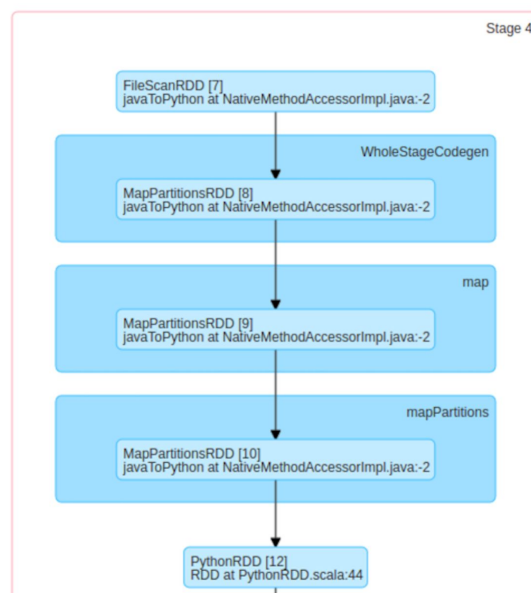 Stage 4
FileScanRDD [7]
javaToPython at NativeMethodAccessorImpl.java:-2
WholeStageCodegen
MapPartitionsRDD [8]
javaToPython at NativeMethodAccessorImpl.java:-2
map
MapPartitionsRDD [9]
javaToPython at NativeMethodAccessorImpl.java:-2
mapPartitions
MapPartitionsRDD [10]
javaToPython at NativeMethodAccessorImpl.java:-2
PythonRDD [12]
RDD at PythonRDD.scala:44